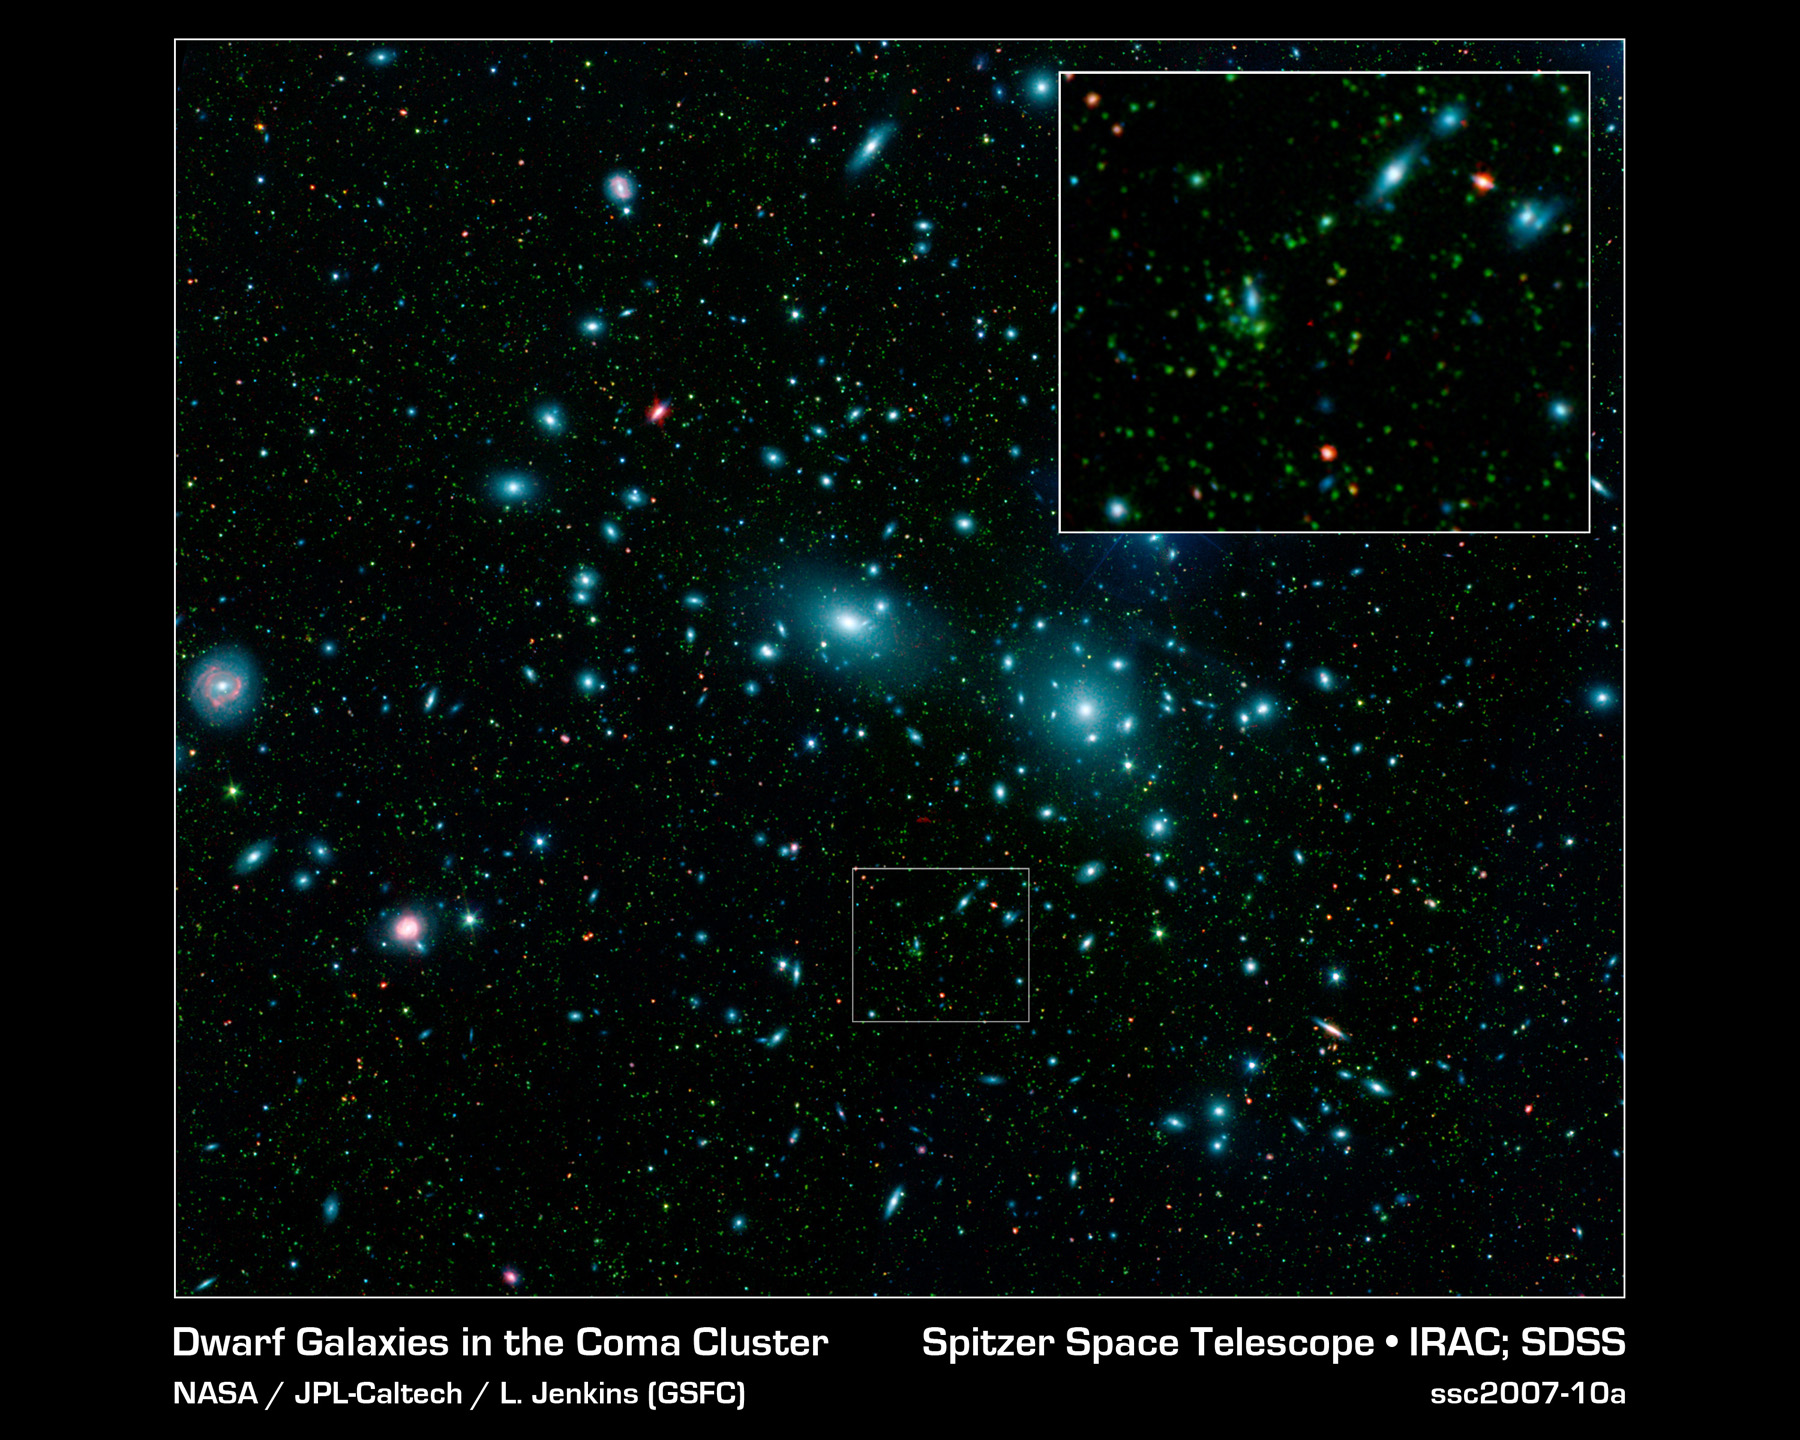 Dwarf Galaxies in the Coma Cluster
Spitzer Space Telescope • IRAC; SDSS
NASA / JPL-Caltech / L. Jenkins (GSFC)
ssc2007-10a